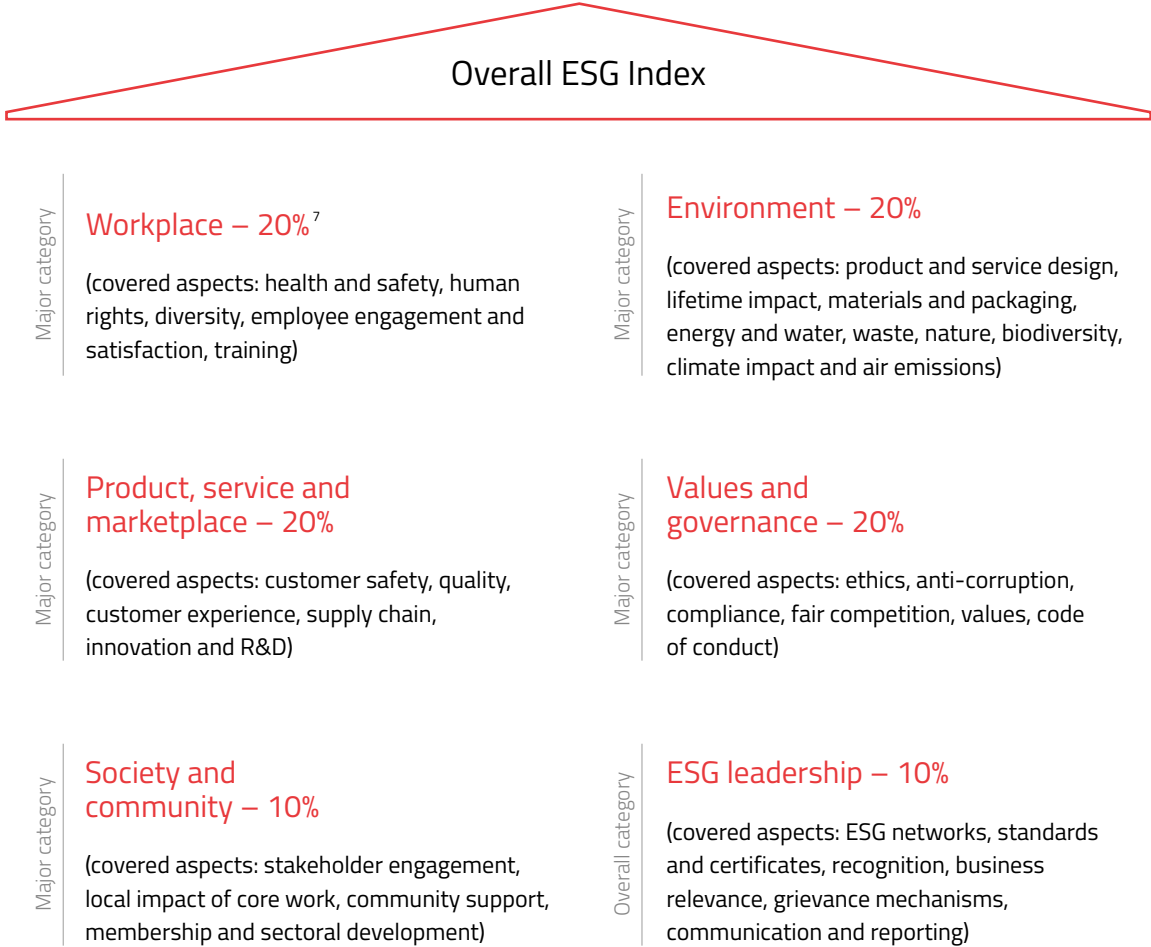 Overall ESG Index
Major category
Workplace – 20%⁷
(covered aspects: health and safety, human
rights, diversity, employee engagement and
satisfaction, training)
Major category
Environment – 20%
(covered aspects: product and service design,
lifetime impact, materials and packaging,
energy and water, waste, nature, biodiversity,
climate impact and air emissions)
Major category
Product, service and
marketplace – 20%
(covered aspects: customer safety, quality,
customer experience, supply chain,
innovation and R&D)
Major category
Values and
governance – 20%
(covered aspects: ethics, anti-corruption,
compliance, fair competition, values, code
of conduct)
Major category
Society and
community – 10%
(covered aspects: stakeholder engagement,
local impact of core work, community support,
membership and sectoral development)
Overall category
ESG leadership – 10%
(covered aspects: ESG networks, standards
and certificates, recognition, business
relevance, grievance mechanisms,
communication and reporting)